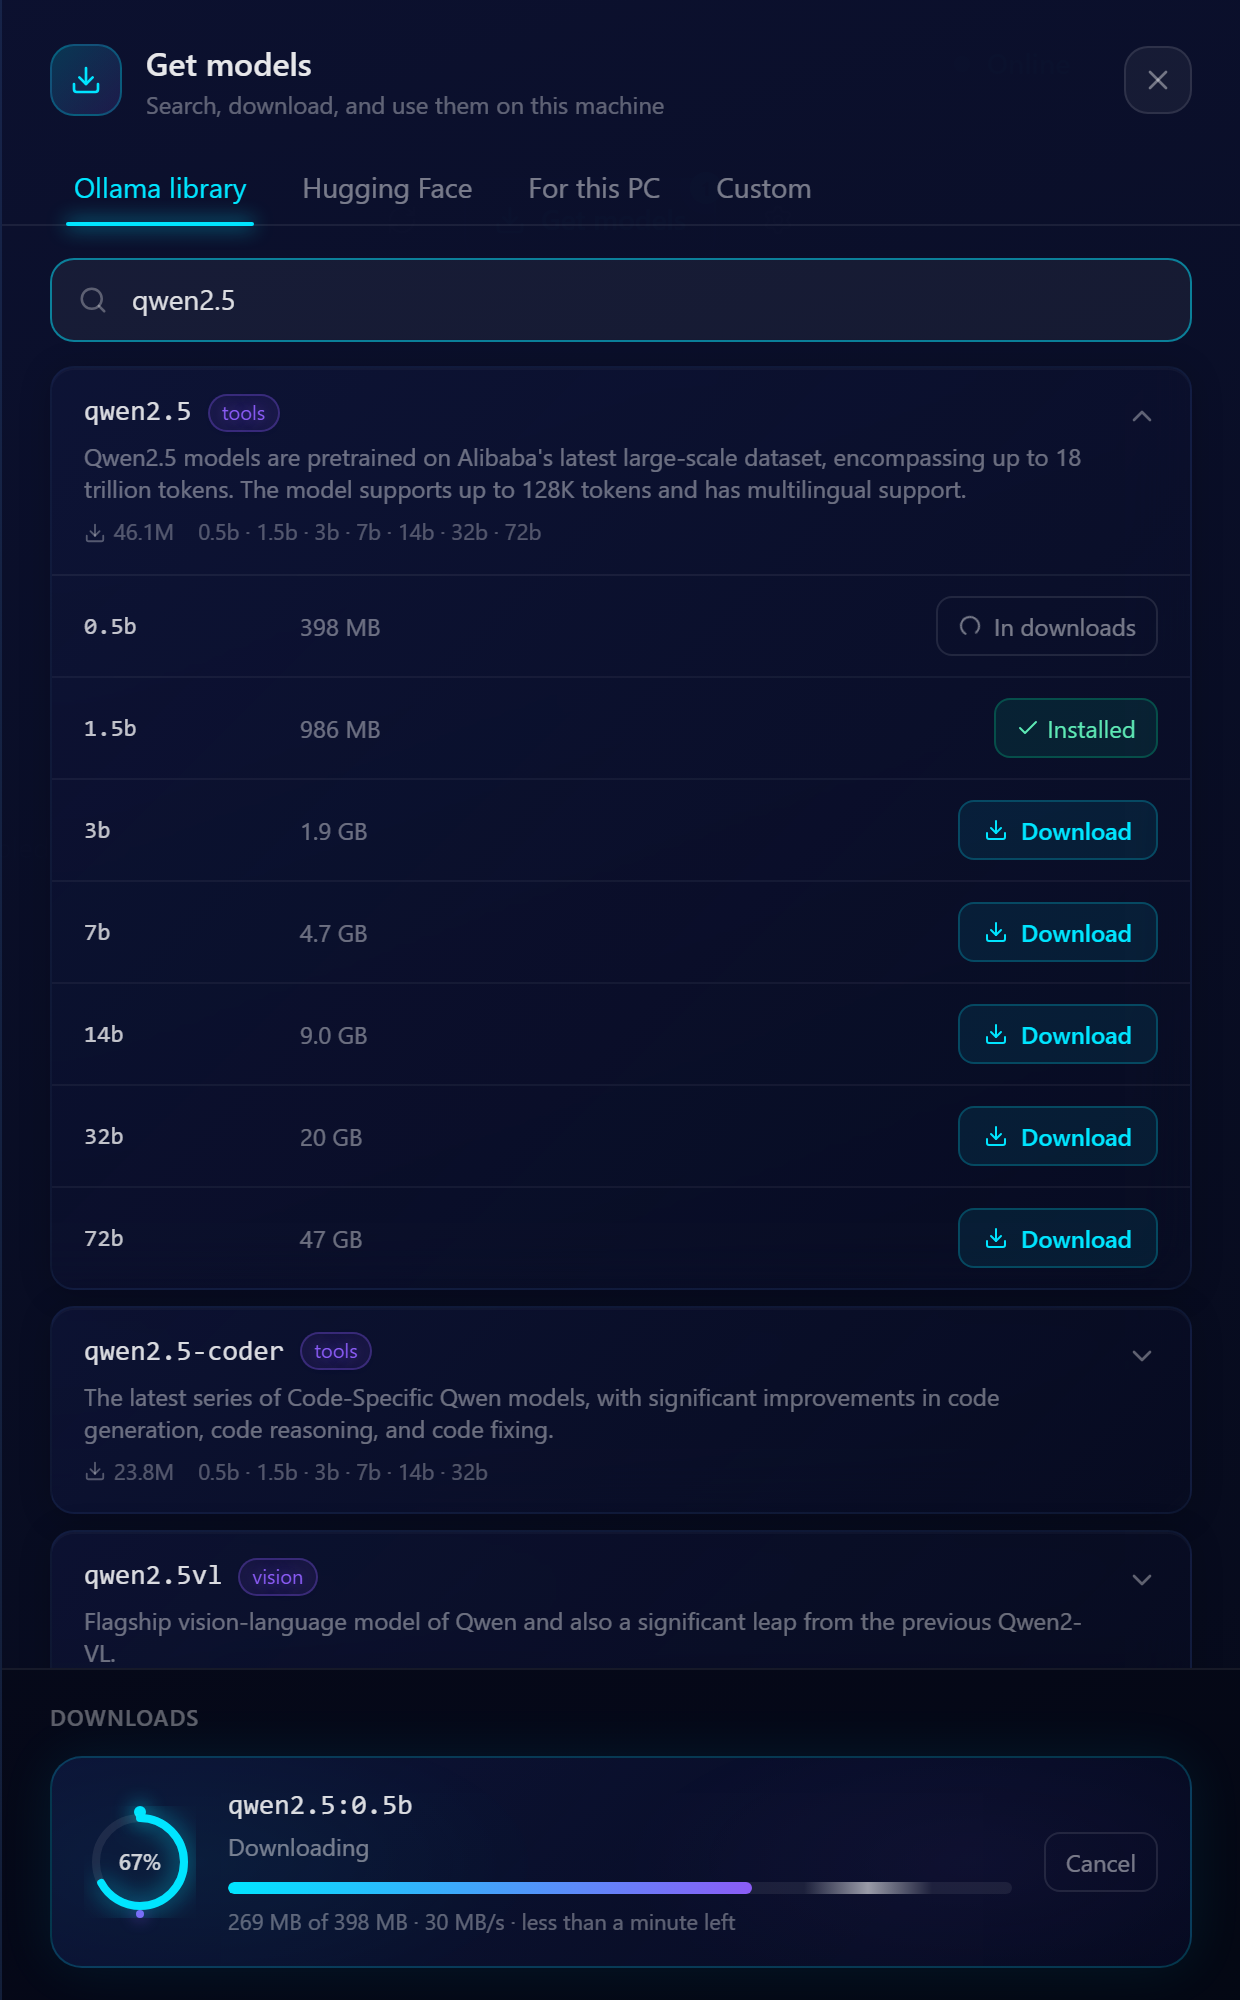 Get models
Search, download, and use them on this machine
Ollama library
Hugging Face
For this PC
Custom
qwen2.5
qwen2.5 tools
Qwen2.5 models are pretrained on Alibaba's latest large-scale dataset, encompassing up to 18
trillion tokens. The model supports up to 128K tokens and has multilingual support.
46.1M 0.5b · 1.5b · 3b · 7b · 14b · 32b · 72b
0.5b 398 MB In downloads
1.5b 986 MB Installed
3b 1.9 GB Download
7b 4.7 GB Download
14b 9.0 GB Download
32b 20 GB Download
72b 47 GB Download
qwen2.5-coder tools
The latest series of Code-Specific Qwen models, with significant improvements in code
generation, code reasoning, and code fixing.
23.8M 0.5b · 1.5b · 3b · 7b · 14b · 32b
qwen2.5vl vision
Flagship vision-language model of Qwen and also a significant leap from the previous Qwen2-
VL.
DOWNLOADS
qwen2.5:0.5b
Downloading
67%
Cancel
269 MB of 398 MB · 30 MB/s · less than a minute left